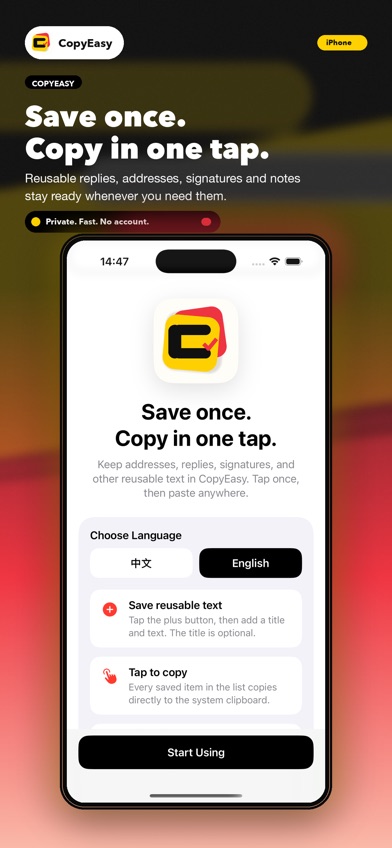 CopyEasy
iPhone
COPYEASY
Save once.
Copy in one tap.
Reusable replies, addresses, signatures and notes
stay ready whenever you need them.
Private. Fast. No account.
14:47
Save once.
Copy in one tap.
Keep addresses, replies, signatures, and
other reusable text in CopyEasy. Tap once,
then paste anywhere.
Choose Language
中文
English
Save reusable text
Tap the plus button, then add a title
and text. The title is optional.
Tap to copy
Every saved item in the list copies
directly to the system clipboard.
Start Using